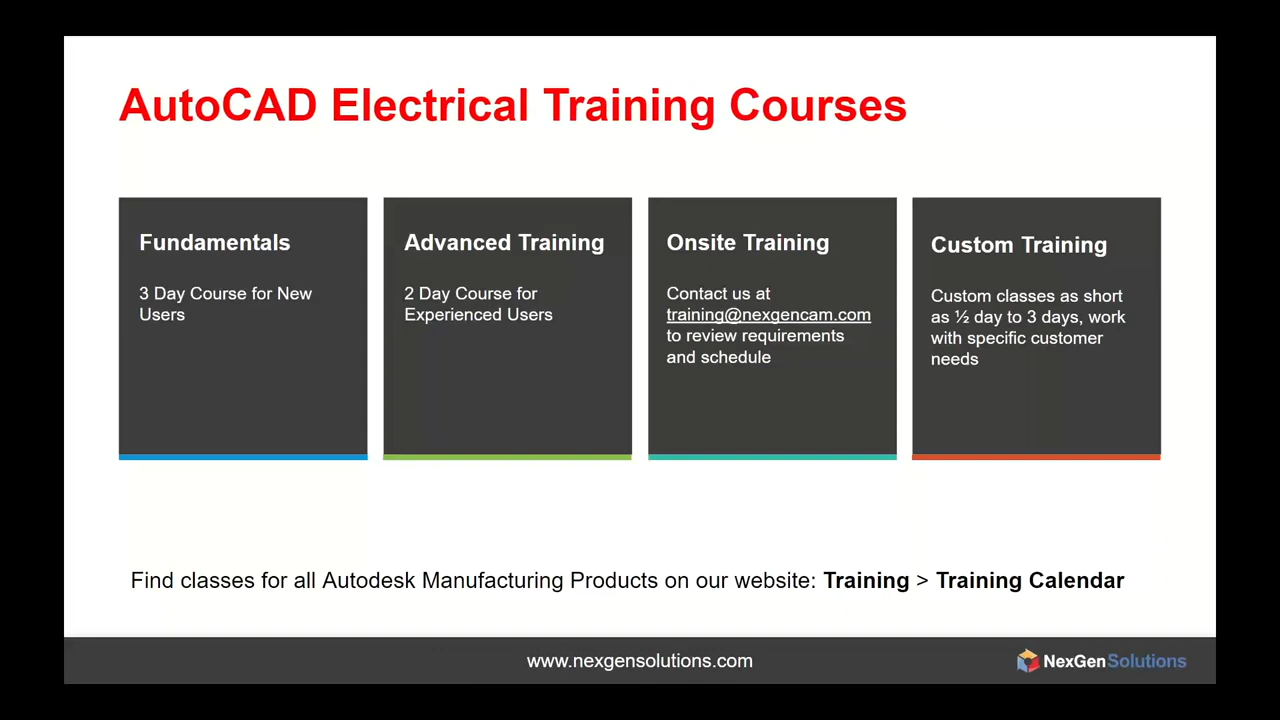 AutoCAD Electrical Training Courses
Fundamentals
3 Day Course for New
Users
Advanced Training
2 Day Course for
Experienced Users
Onsite Training
Contact us at
training@nexgencam.com
to review requirements
and schedule
Custom Training
Custom classes as short
as ½ day to 3 days, work
with specific customer
needs
Find classes for all Autodesk Manufacturing Products on our website: Training > Training Calendar
www.nexgensolutions.com
NexGenSolutions